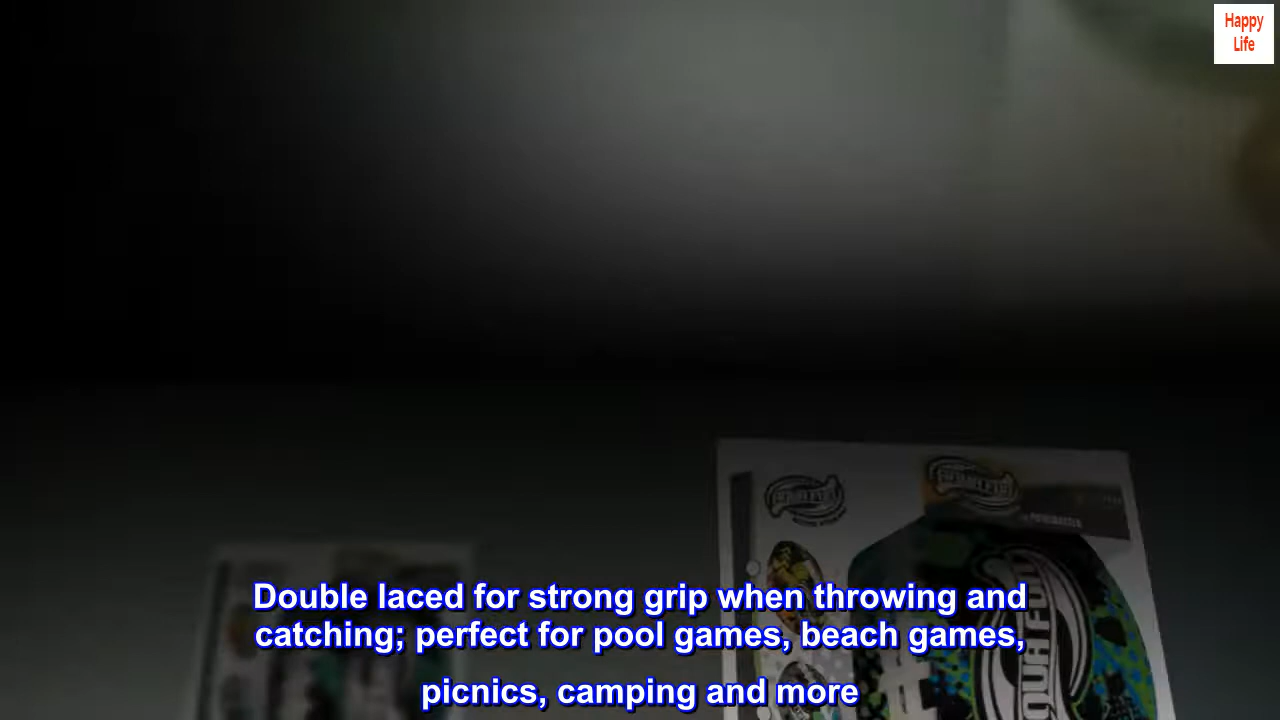 Happy
Life
Double laced for strong grip when throwing and
catching; perfect for pool games, beach games,
picnics, camping and more